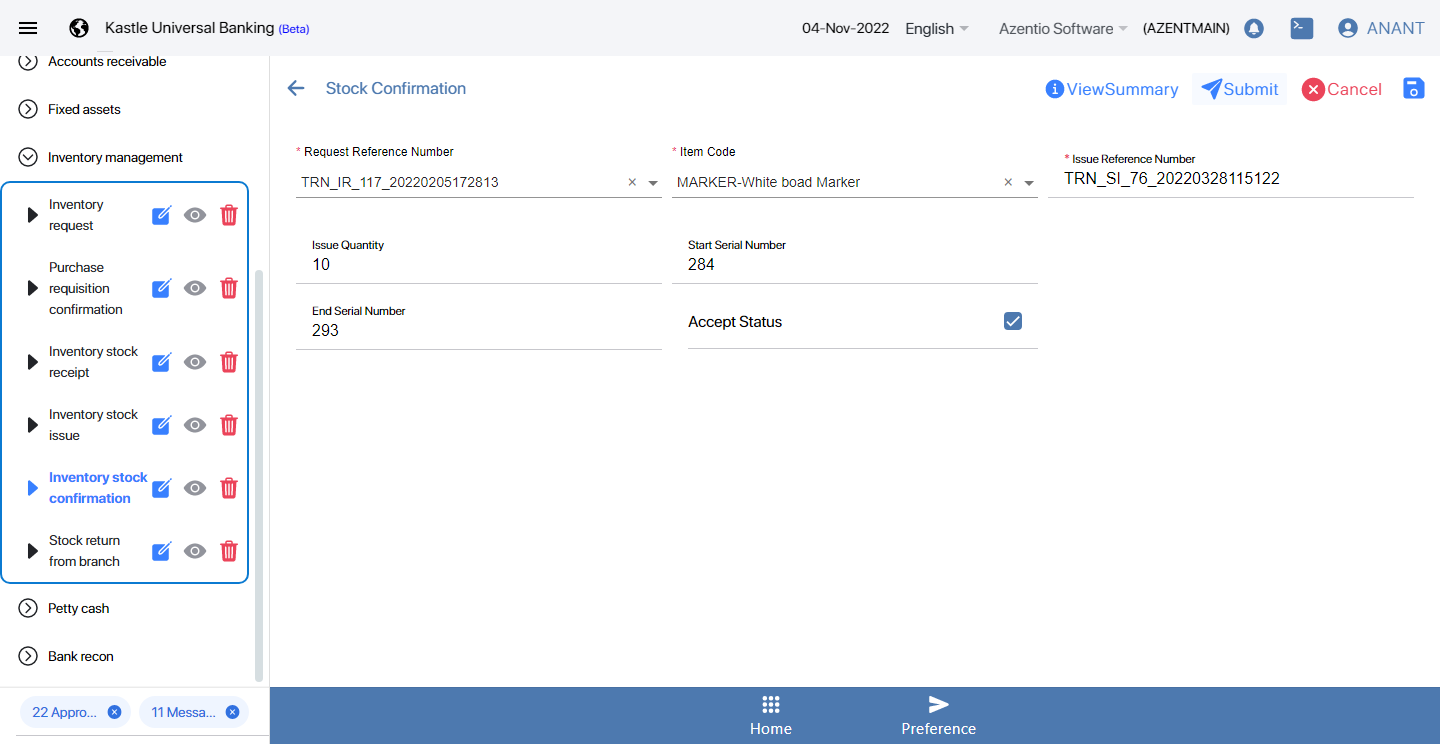 Kastle Universal Banking (Beta)
04-Nov-2022 English Azentio Software (AZENTMAIN) ANANT
Accounts receivable
Fixed assets
Inventory management
Inventory
request
Purchase
requisition
confirmation
Inventory stock
receipt
Inventory stock
issue
Inventory stock
confirmation
Stock return
from branch
Petty cash
Bank recon
22 Appro...
11 Messa...
Stock Confirmation
ViewSummary
Submit
Cancel
* Request Reference Number
TRN_IR_117_20220205172813
* Item Code
MARKER-White boad Marker
* Issue Reference Number
TRN_SI_76_20220328115122
Issue Quantity
10
Start Serial Number
284
End Serial Number
293
Accept Status
Home
Preference